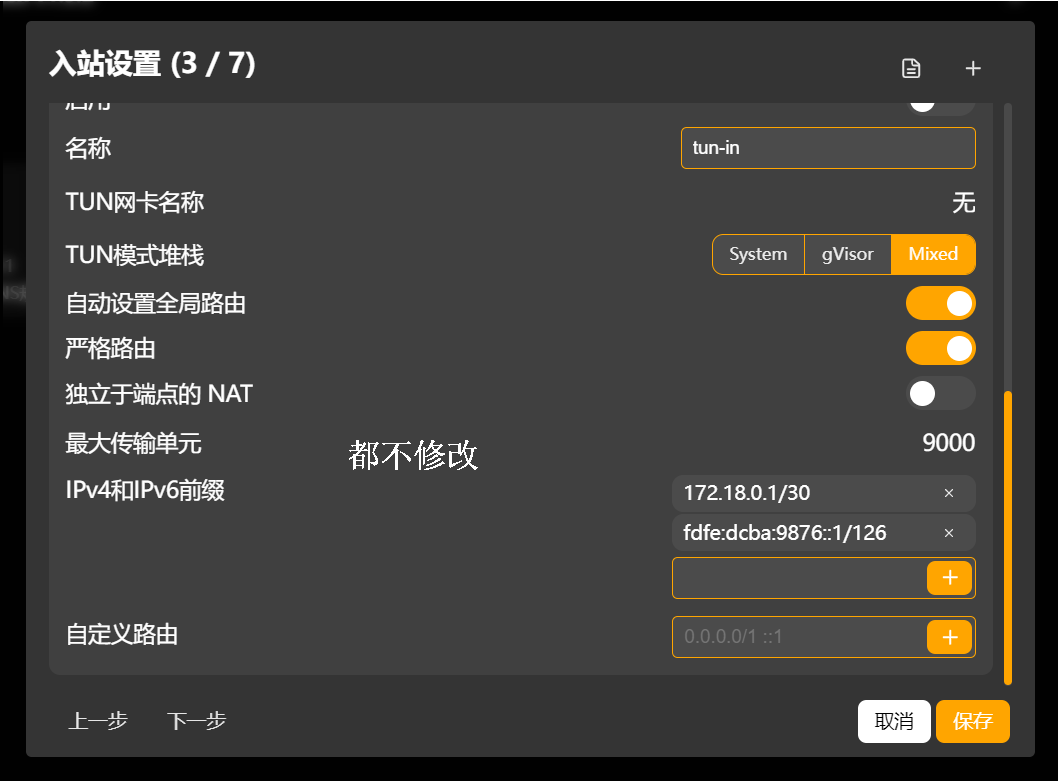 入站设置 (3 / 7)
启用
名称 tun-in
TUN网卡名称 无
TUN模式堆栈 System gVisor Mixed
自动设置全局路由
严格路由
独立于端点的 NAT
最大传输单元 9000
都不修改
IPv4和IPv6前缀 172.18.0.1/30 ×
fdfe:dcba:9876::1/126 ×
+
自定义路由 0.0.0.0/1 ::1 +
上一步 下一步 取消 保存